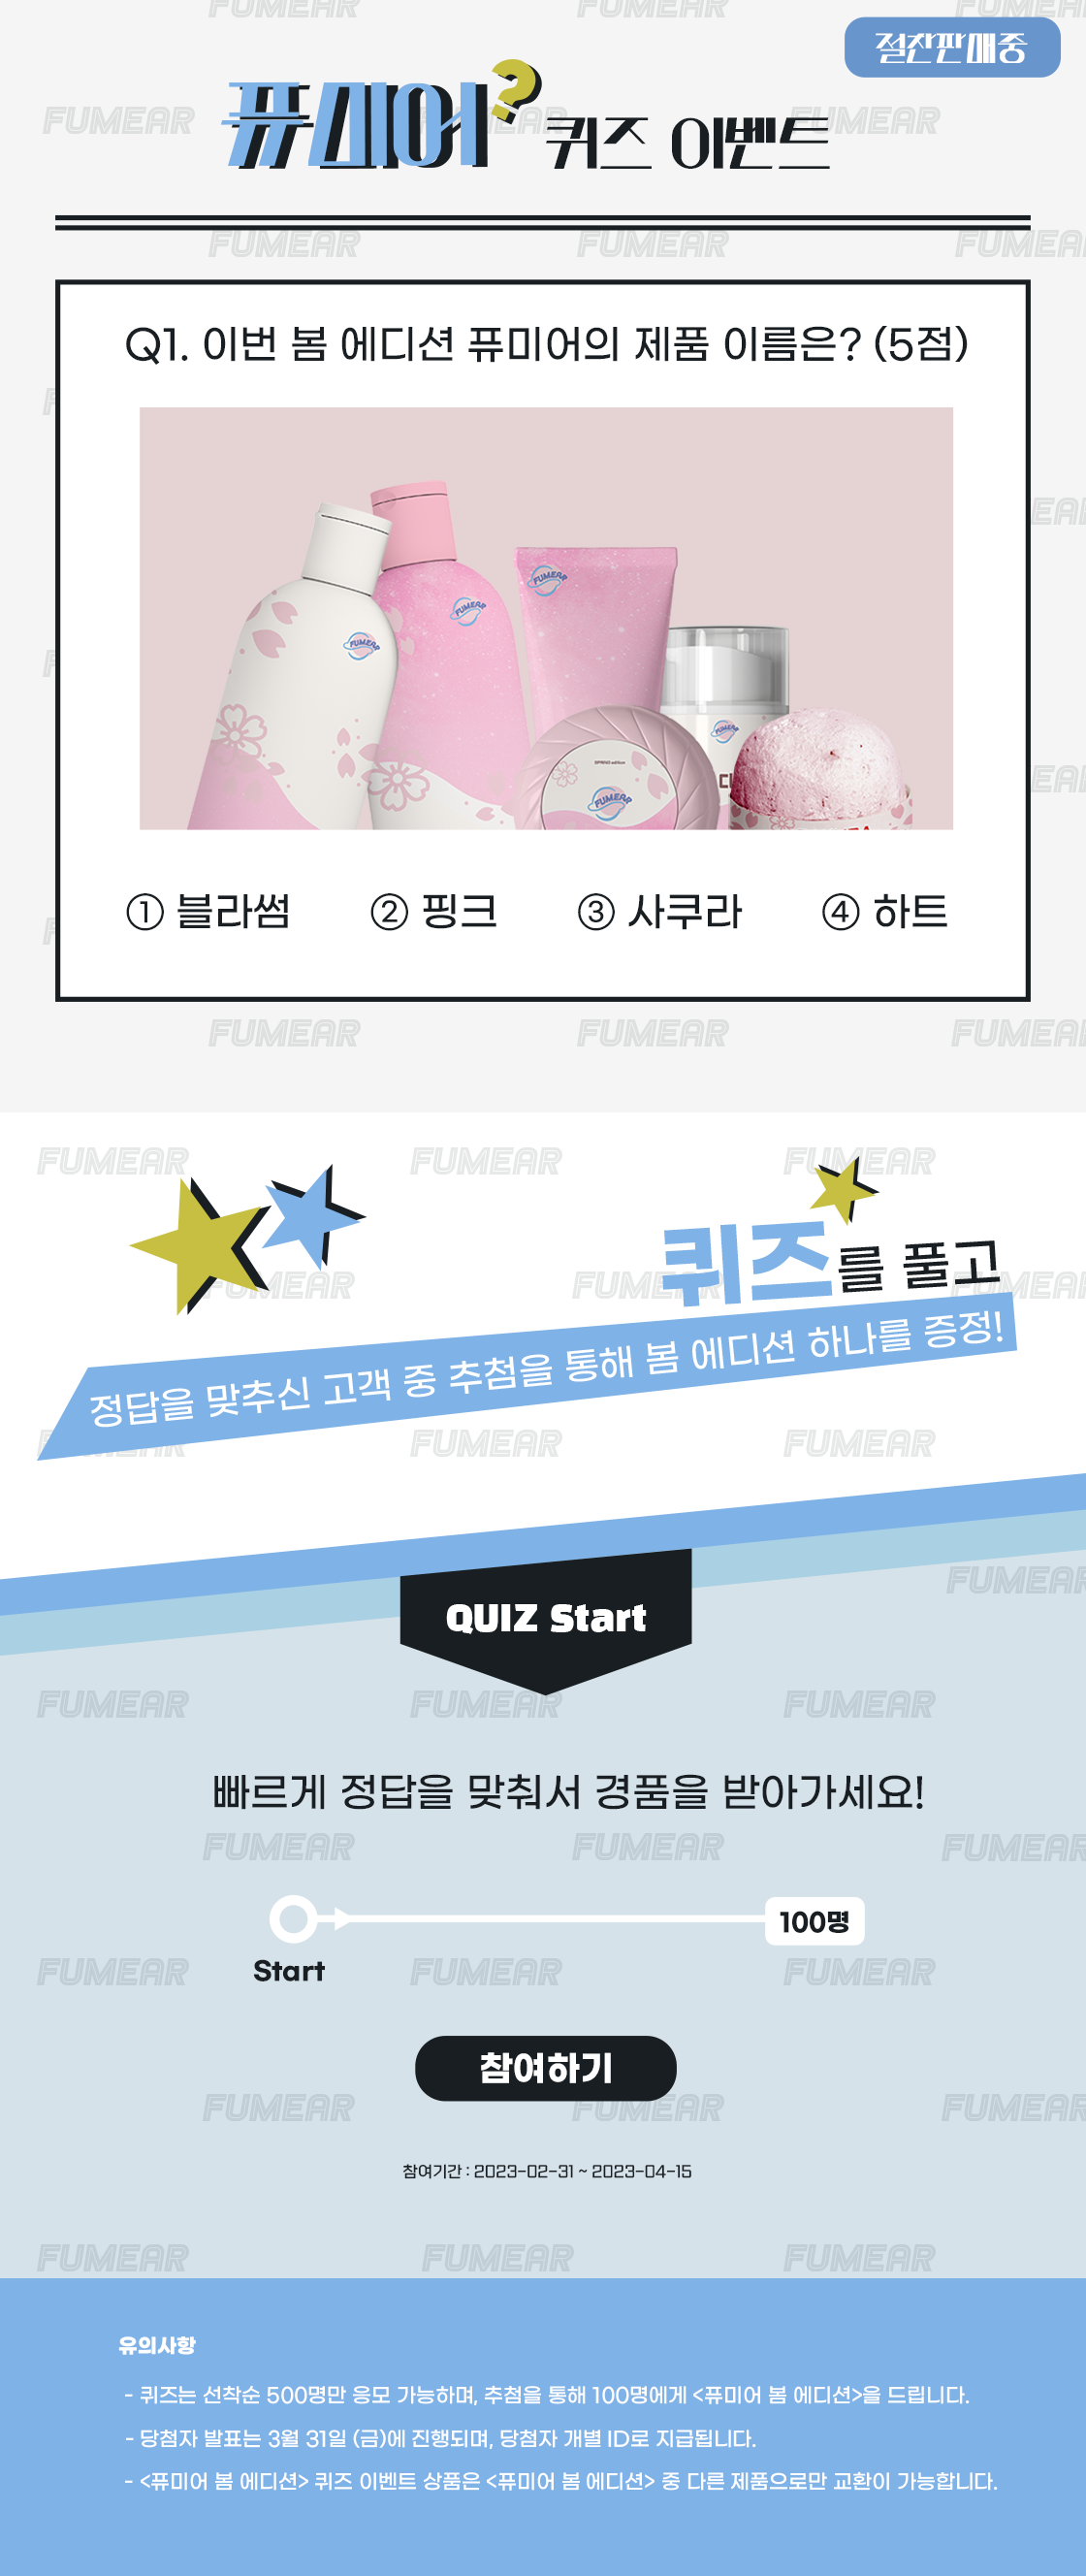 절찬판매중
퓨미어? 퀴즈 이벤트
Q1. 이번 봄 에디션 퓨미어의 제품 이름은? (5점)
FUMEAR
FUMEAR
FUMEAR
FUMEAR
SPRING edition
FUMEAR
① 블라썸 ② 핑크 ③ 사쿠라 ④ 하트
퀴즈를 풀고
정답을 맞추신 고객 중 추첨을 통해 봄 에디션 하나를 증정!
QUIZ Start
빠르게 정답을 맞춰서 경품을 받아가세요!
100명
Start
참여하기
참여기간 : 2023-02-31 ~ 2023-04-15
유의사항
- 퀴즈는 선착순 500명만 응모 가능하며, 추첨을 통해 100명에게 <퓨미어 봄 에디션>을 드립니다.
- 당첨자 발표는 3월 31일 (금)에 진행되며, 당첨자 개별 ID로 지급됩니다.
- <퓨미어 봄 에디션> 퀴즈 이벤트 상품은 <퓨미어 봄 에디션> 중 다른 제품으로만 교환이 가능합니다.